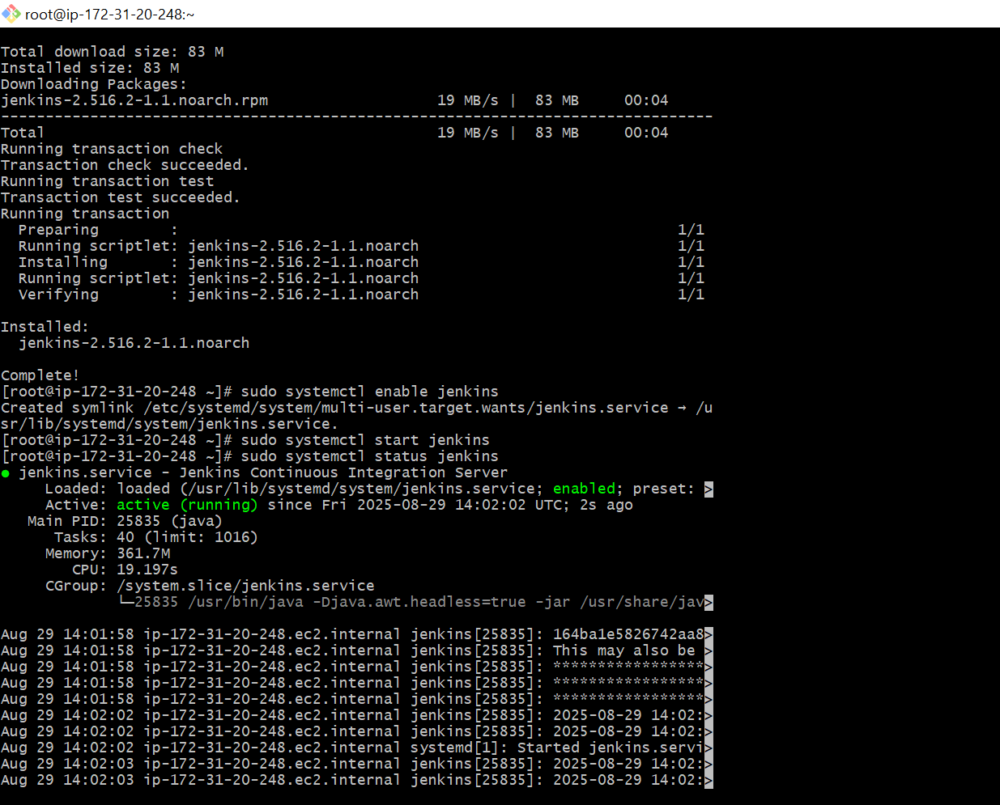 root@ip-172-31-20-248:~
Total download size: 83 M
Installed size: 83 M
Downloading Packages:
jenkins-2.516.2-1.1.noarch.rpm                   19 MB/s |  83 MB     00:04
--------------------------------------------------------------------------------
Total                                            19 MB/s |  83 MB     00:04
Running transaction check
Transaction check succeeded.
Running transaction test
Transaction test succeeded.
Running transaction
  Preparing        :                                                        1/1
  Running scriptlet: jenkins-2.516.2-1.1.noarch                             1/1
  Installing       : jenkins-2.516.2-1.1.noarch                             1/1
  Running scriptlet: jenkins-2.516.2-1.1.noarch                             1/1
  Verifying        : jenkins-2.516.2-1.1.noarch                             1/1
Installed:
  jenkins-2.516.2-1.1.noarch
Complete!
[root@ip-172-31-20-248 ~]# sudo systemctl enable jenkins
Created symlink /etc/systemd/system/multi-user.target.wants/jenkins.service → /u
sr/lib/systemd/system/jenkins.service.
[root@ip-172-31-20-248 ~]# sudo systemctl start jenkins
[root@ip-172-31-20-248 ~]# sudo systemctl status jenkins
● jenkins.service - Jenkins Continuous Integration Server
     Loaded: loaded (/usr/lib/systemd/system/jenkins.service; enabled; preset: >
     Active: active (running) since Fri 2025-08-29 14:02:02 UTC; 2s ago
   Main PID: 25835 (java)
      Tasks: 40 (limit: 1016)
     Memory: 361.7M
        CPU: 19.197s
     CGroup: /system.slice/jenkins.service
             └─25835 /usr/bin/java -Djava.awt.headless=true -jar /usr/share/jav>
Aug 29 14:01:58 ip-172-31-20-248.ec2.internal jenkins[25835]: 164ba1e5826742aa8>
Aug 29 14:01:58 ip-172-31-20-248.ec2.internal jenkins[25835]: This may also be >
Aug 29 14:01:58 ip-172-31-20-248.ec2.internal jenkins[25835]: *****************>
Aug 29 14:01:58 ip-172-31-20-248.ec2.internal jenkins[25835]: *****************>
Aug 29 14:01:58 ip-172-31-20-248.ec2.internal jenkins[25835]: *****************>
Aug 29 14:02:02 ip-172-31-20-248.ec2.internal jenkins[25835]: 2025-08-29 14:02:>
Aug 29 14:02:02 ip-172-31-20-248.ec2.internal jenkins[25835]: 2025-08-29 14:02:>
Aug 29 14:02:02 ip-172-31-20-248.ec2.internal systemd[1]: Started jenkins.servi>
Aug 29 14:02:03 ip-172-31-20-248.ec2.internal jenkins[25835]: 2025-08-29 14:02:>
Aug 29 14:02:03 ip-172-31-20-248.ec2.internal jenkins[25835]: 2025-08-29 14:02:>